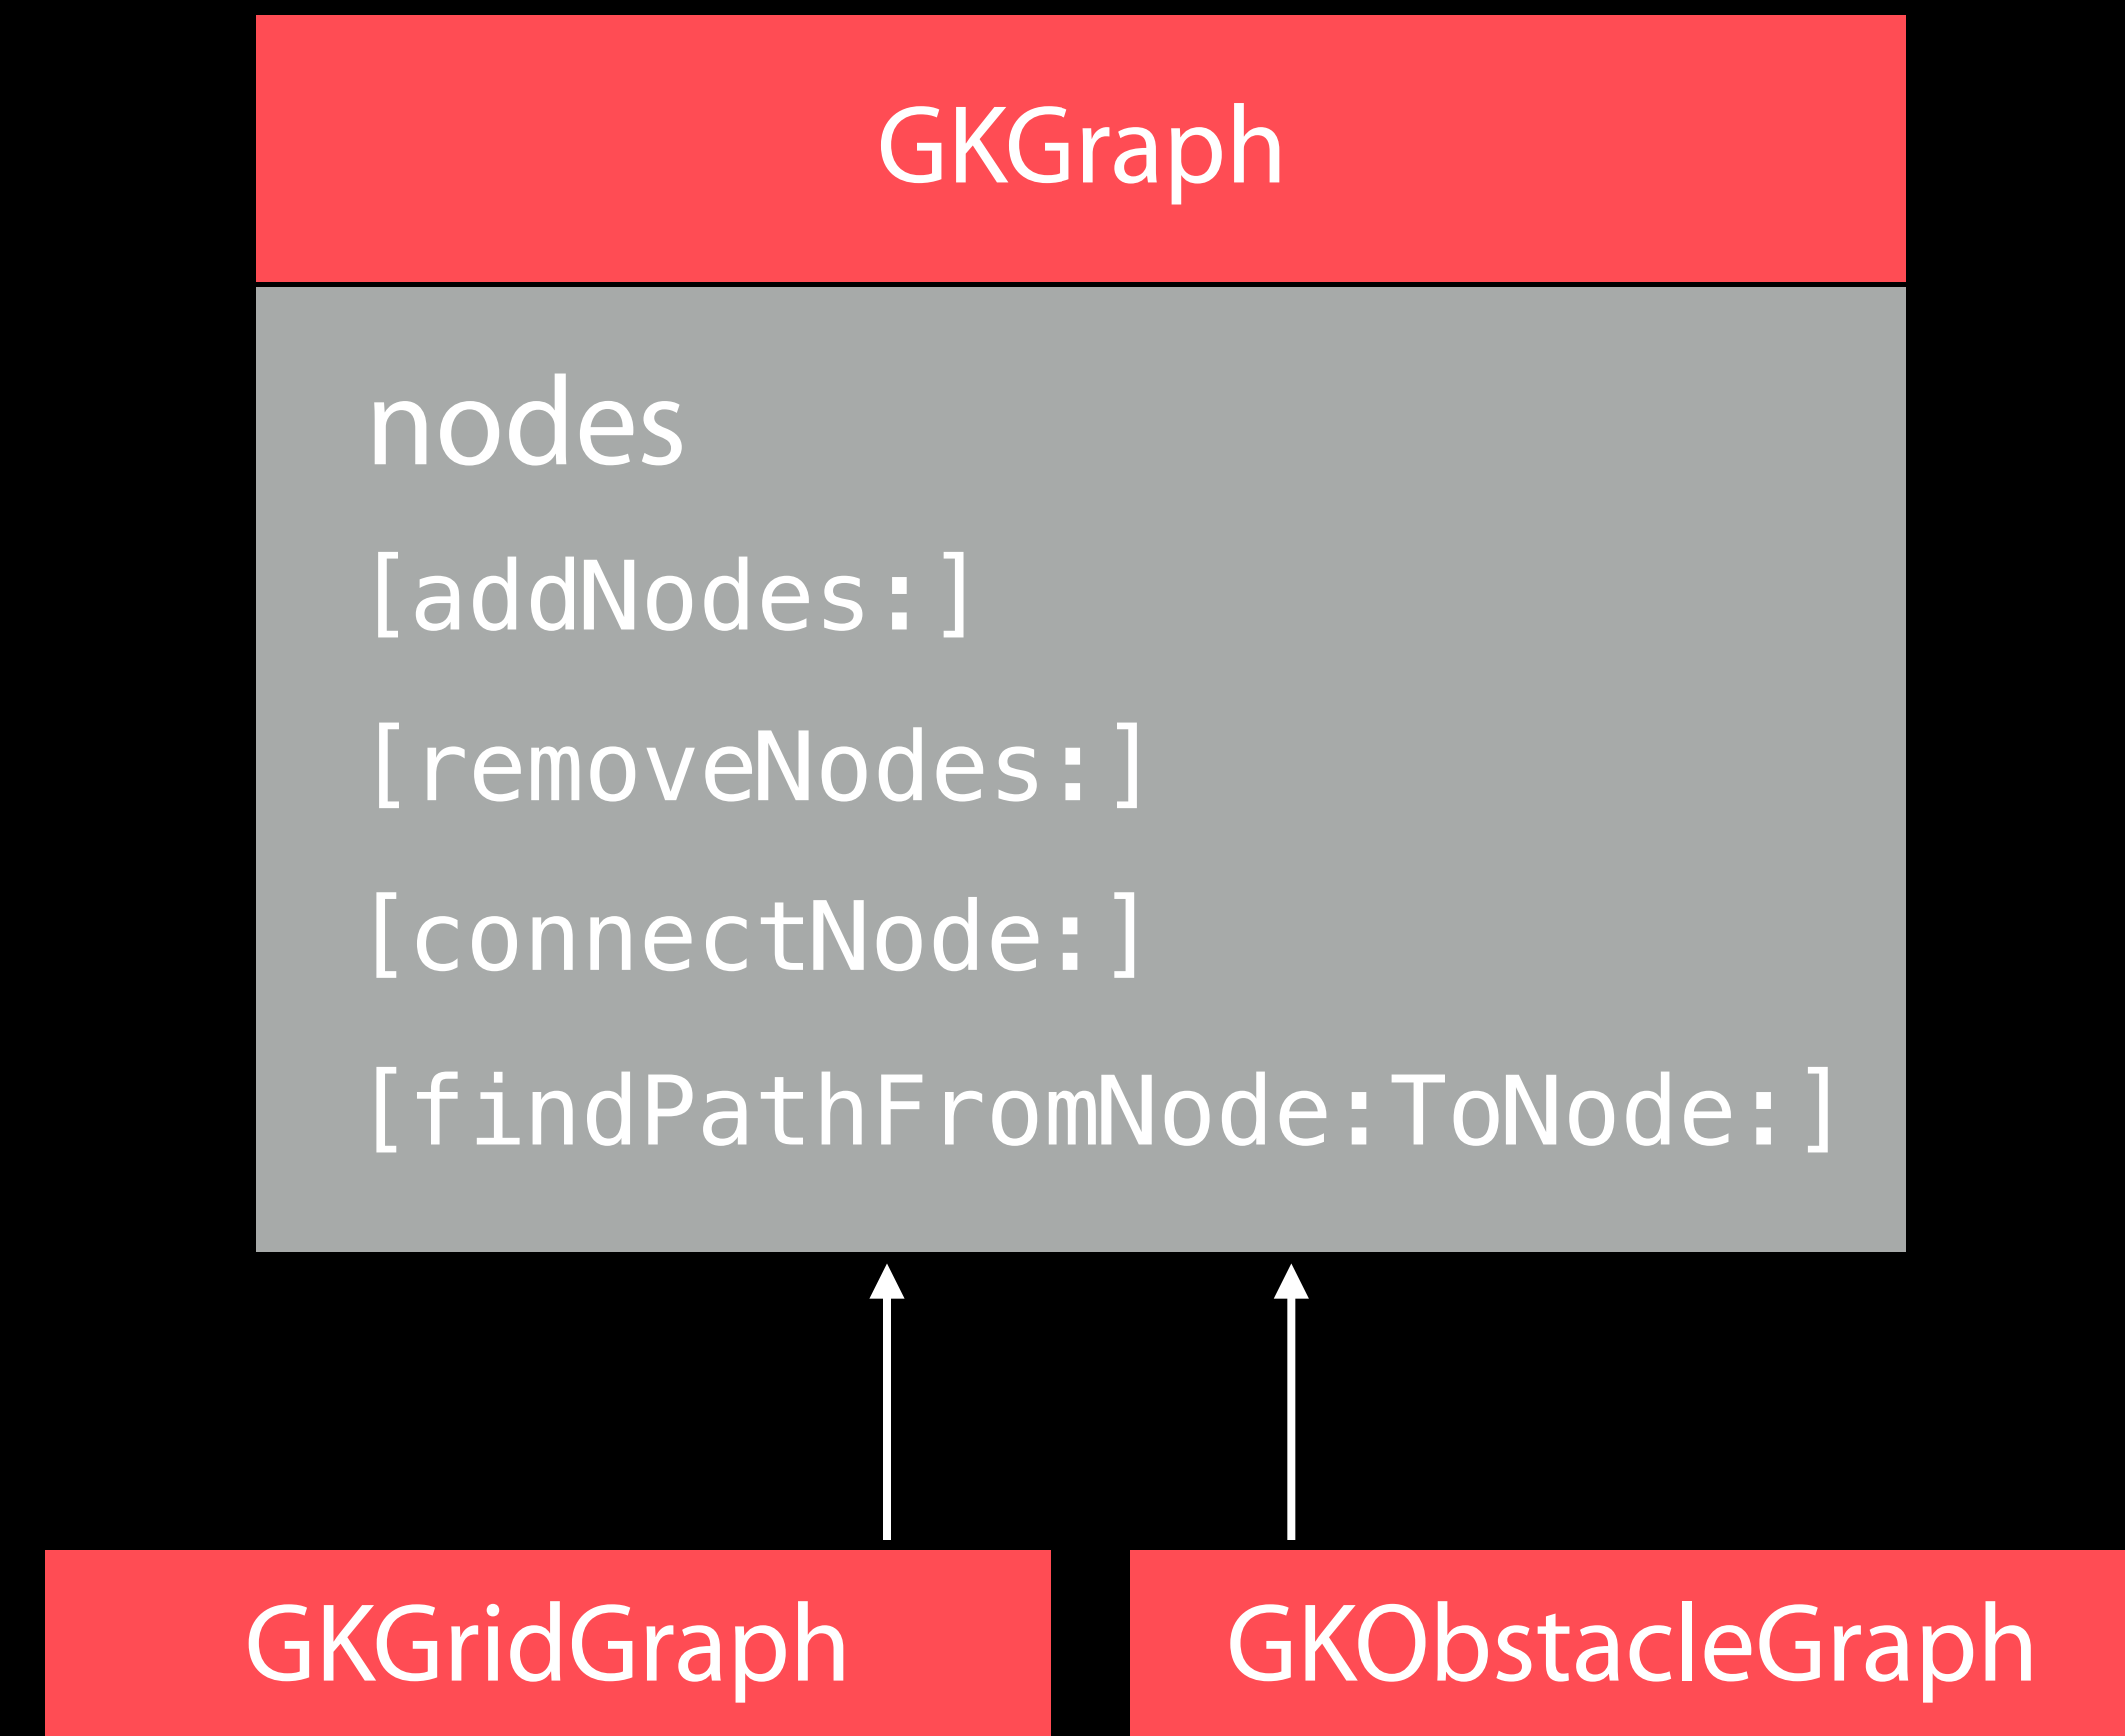 GKGraph
nodes
[addNodes:]
[removeNodes:]
[connectNode:]
[findPathFromNode:ToNode:]
GKGridGraph
GKObstacleGraph